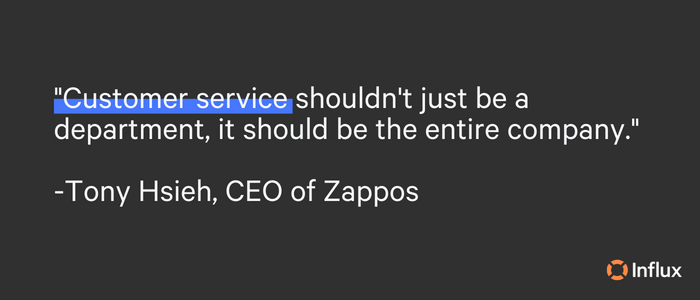 "Customer service shouldn't just be a
department, it should be the entire company."
-Tony Hsieh, CEO of Zappos
Influx